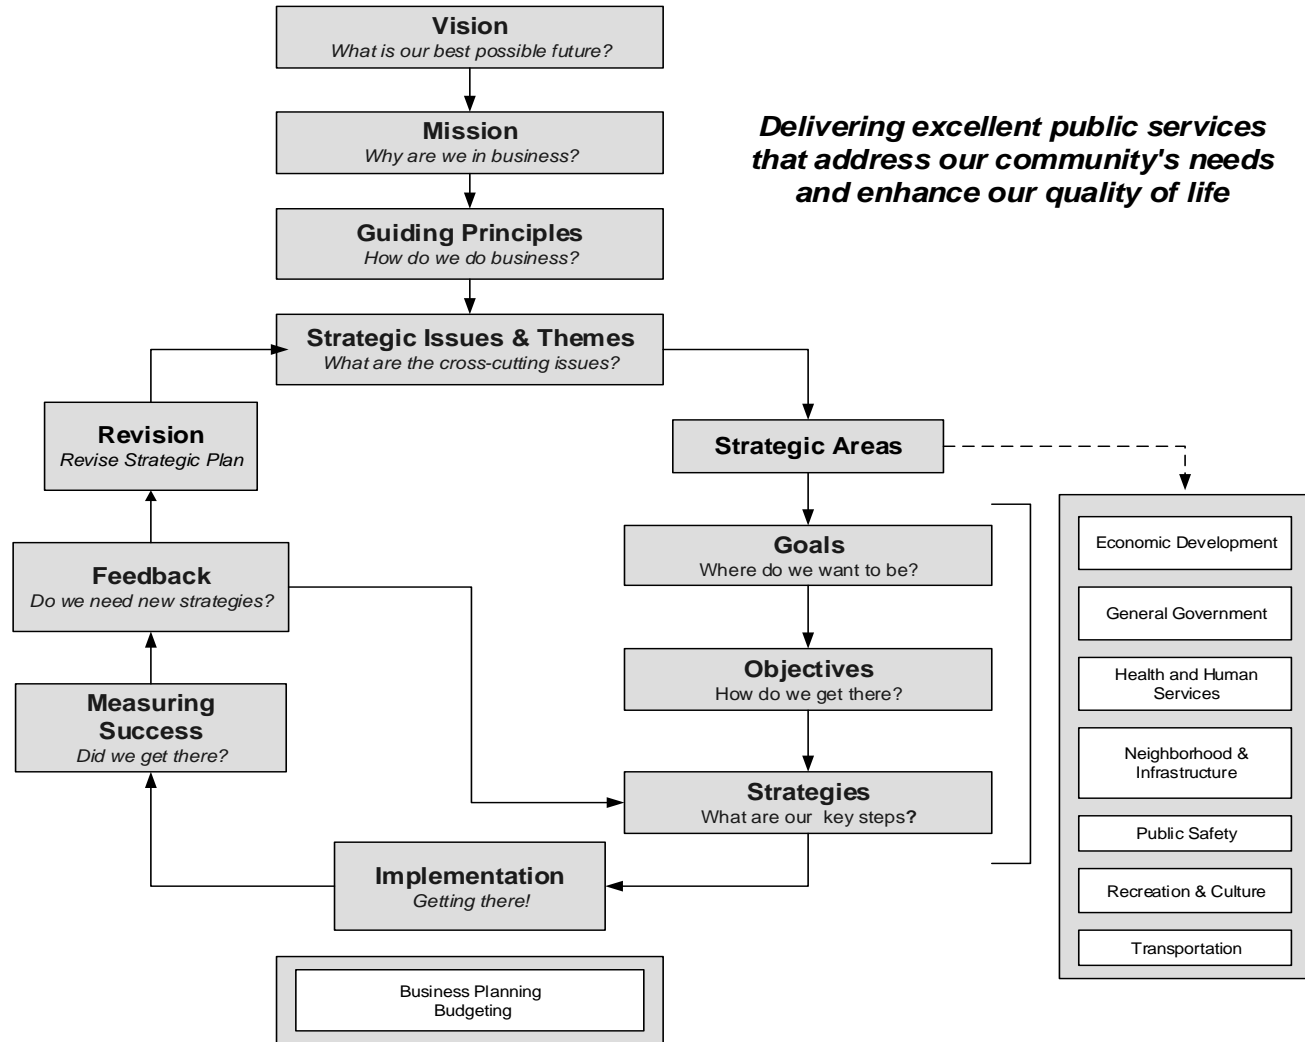 Vision
What is our best possible future?
Mission
Why are we in business?
Delivering excellent public services
that address our community's needs
and enhance our quality of life
Guiding Principles
How do we do business?
Strategic Issues & Themes
What are the cross-cutting issues?
Revision
Revise Strategic Plan
Strategic Areas
Goals
Where do we want to be?
Feedback
Do we need new strategies?
Objectives
How do we get there?
Measuring
Success
Did we get there?
Strategies
What are our  key steps?
Implementation
Getting there!
Business Planning
Budgeting
Economic Development
General Government
Health and Human
Services
Neighborhood &
Infrastructure
Public Safety
Recreation & Culture
Transportation